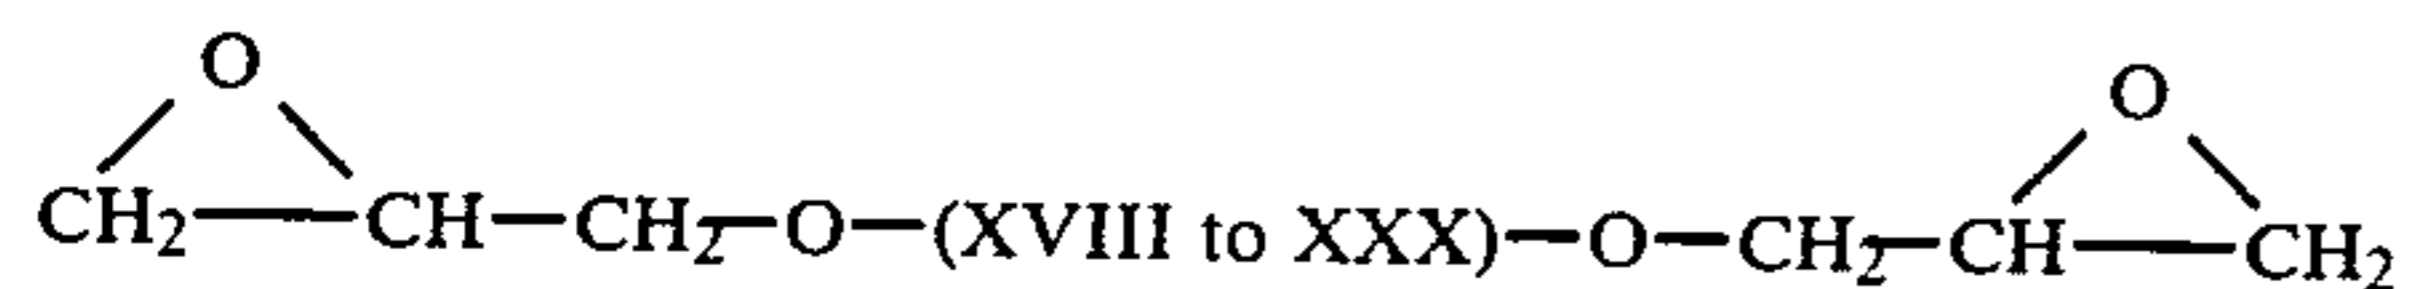 O O
CH₂—CH—CH₂—O—(XVIII to XXX)—O—CH₂—CH—CH₂